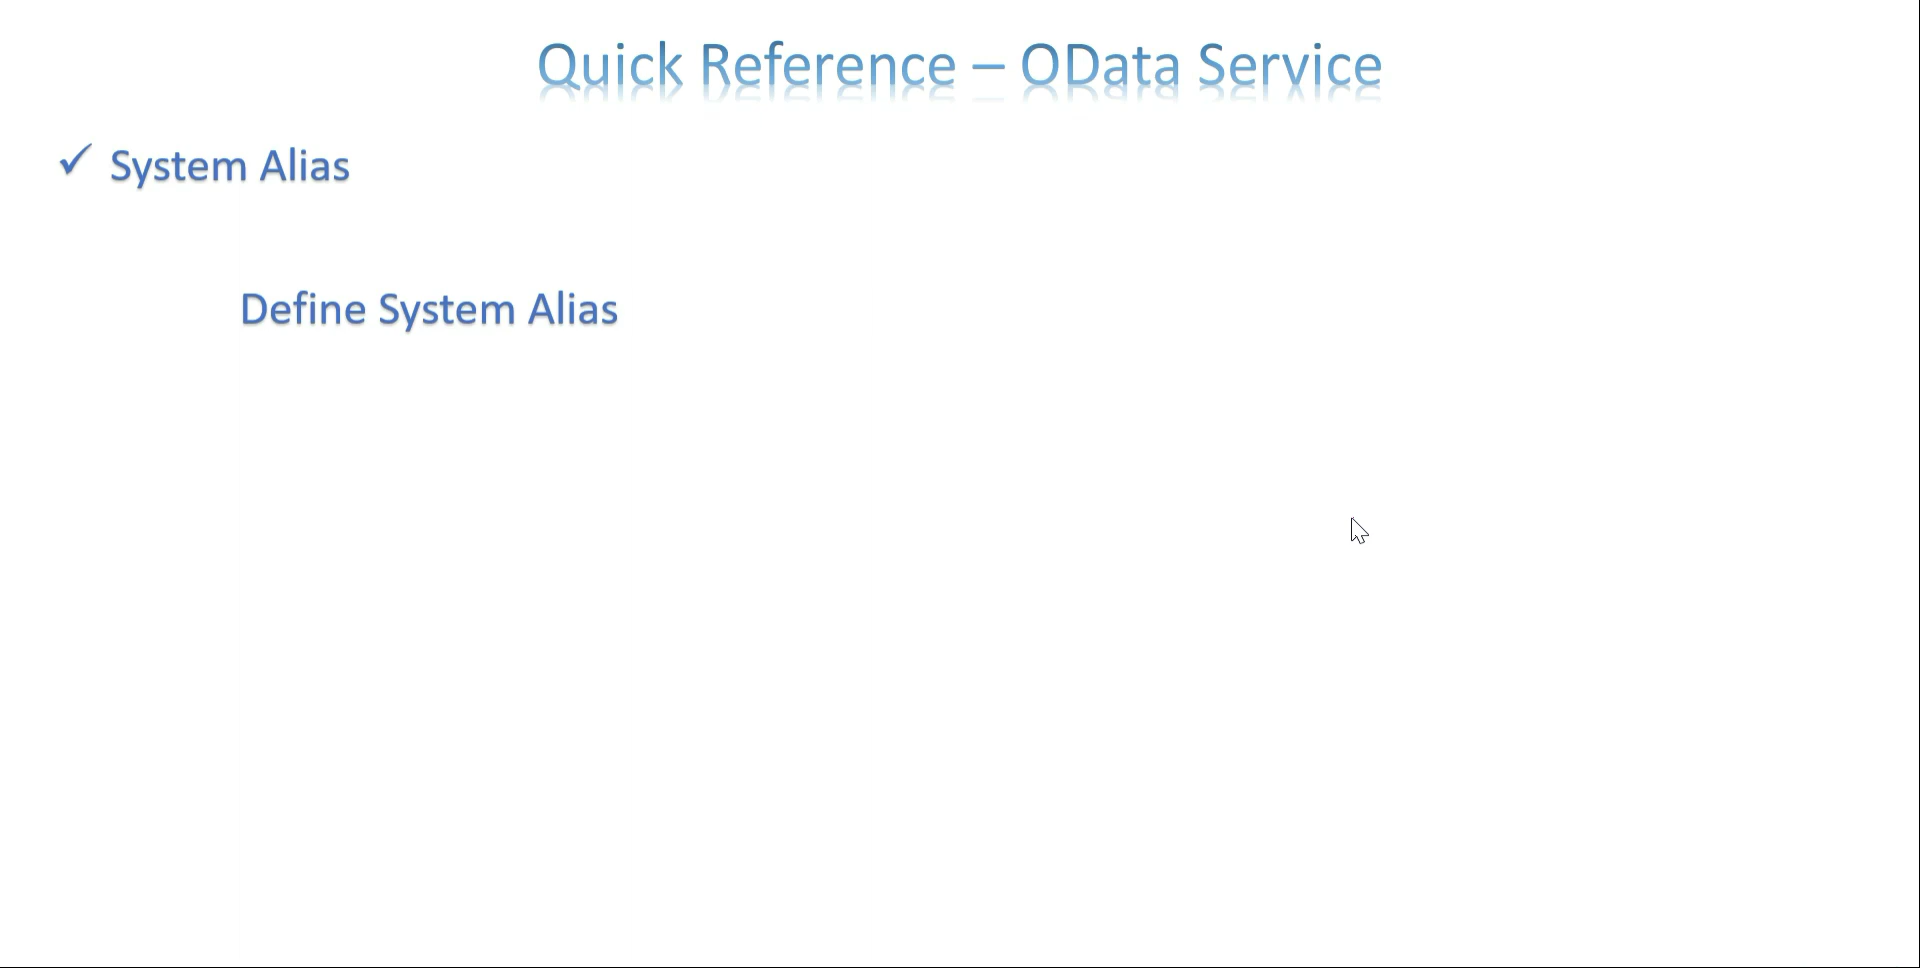 Quick Reference – OData Service
✓ System Alias
Define System Alias